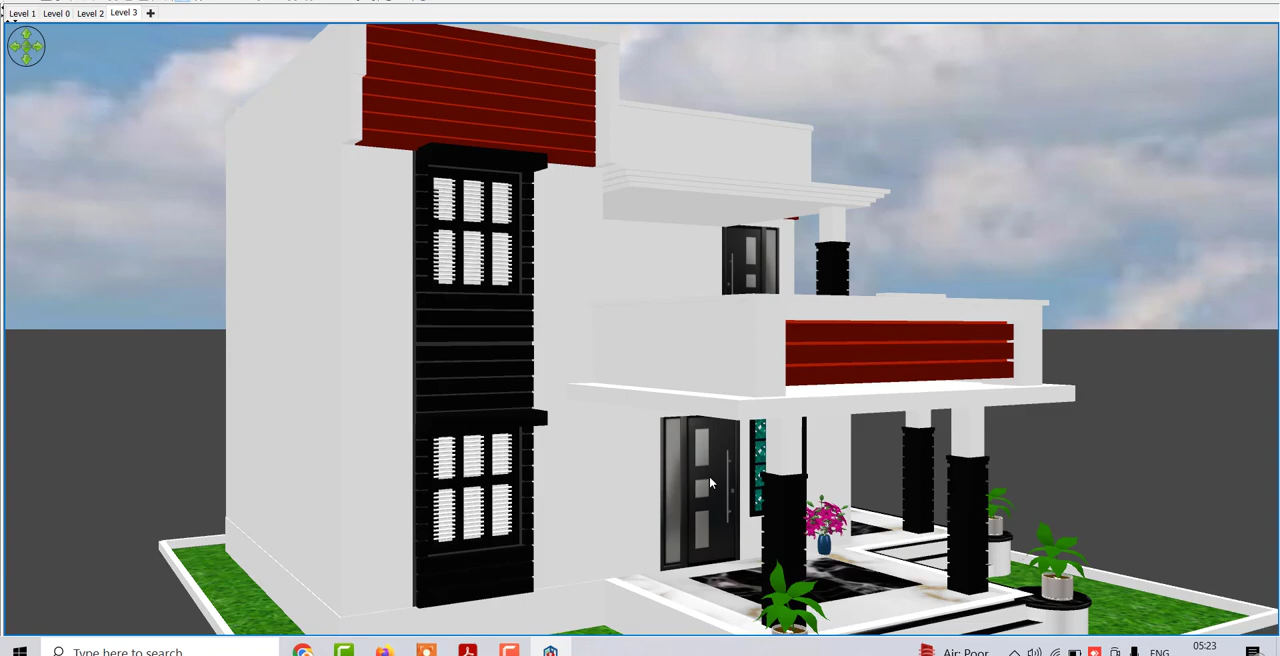 Level 1 Level 0 Level 2 Level 3
Type here to search
Air: Poor
ENG
05:23